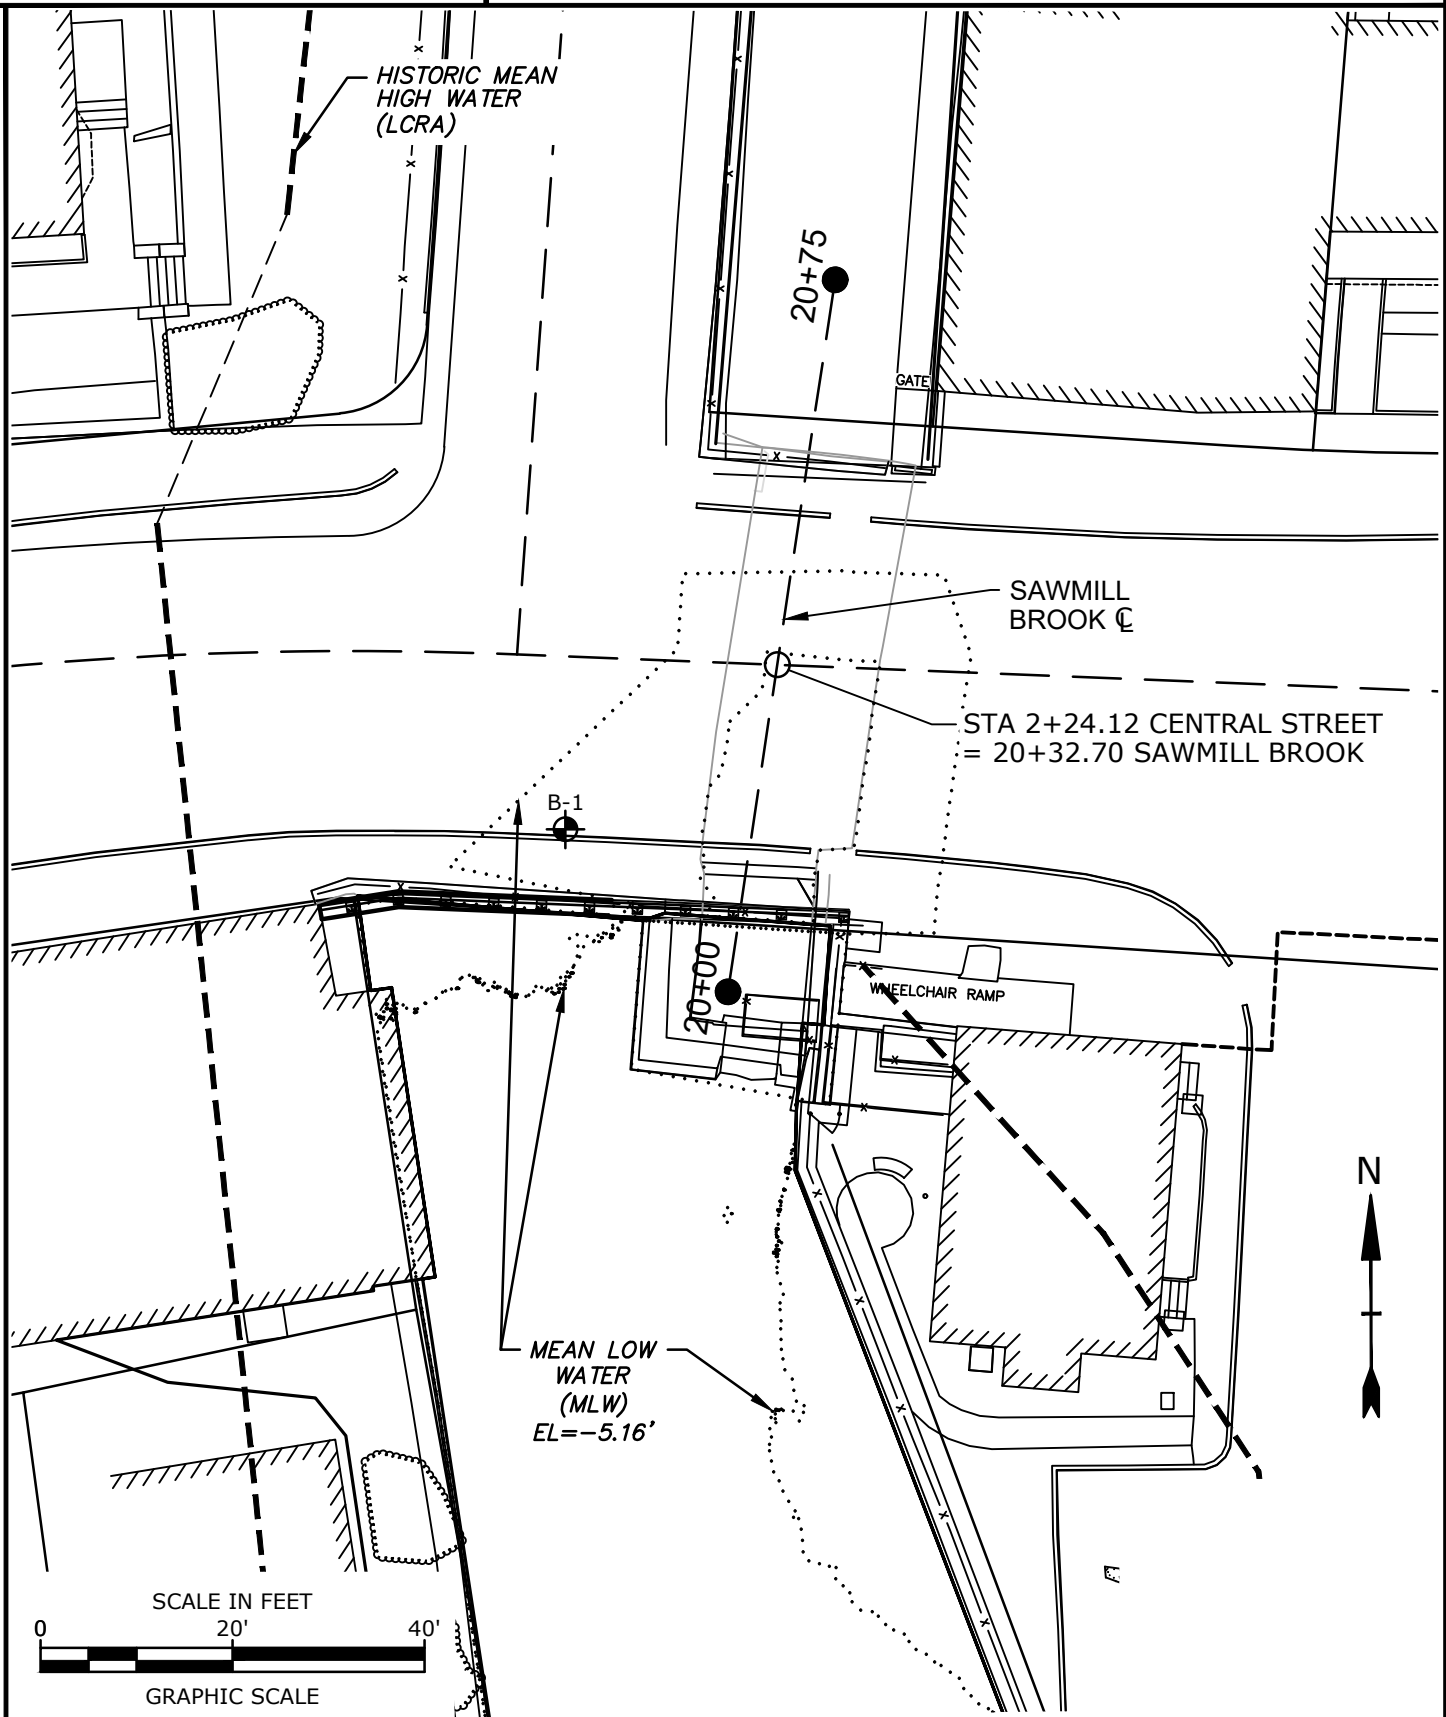 HISTORIC MEAN
HIGH WATER
(LCRA)
20+75
GATE
SAWMILL
BROOK ℄
STA 2+24.12 CENTRAL STREET
= 20+32.70 SAWMILL BROOK
B-1
20+00
WHEELCHAIR RAMP
N
MEAN LOW
WATER
(MLW)
EL=-5.16'
SCALE IN FEET
0 20' 40'
GRAPHIC SCALE